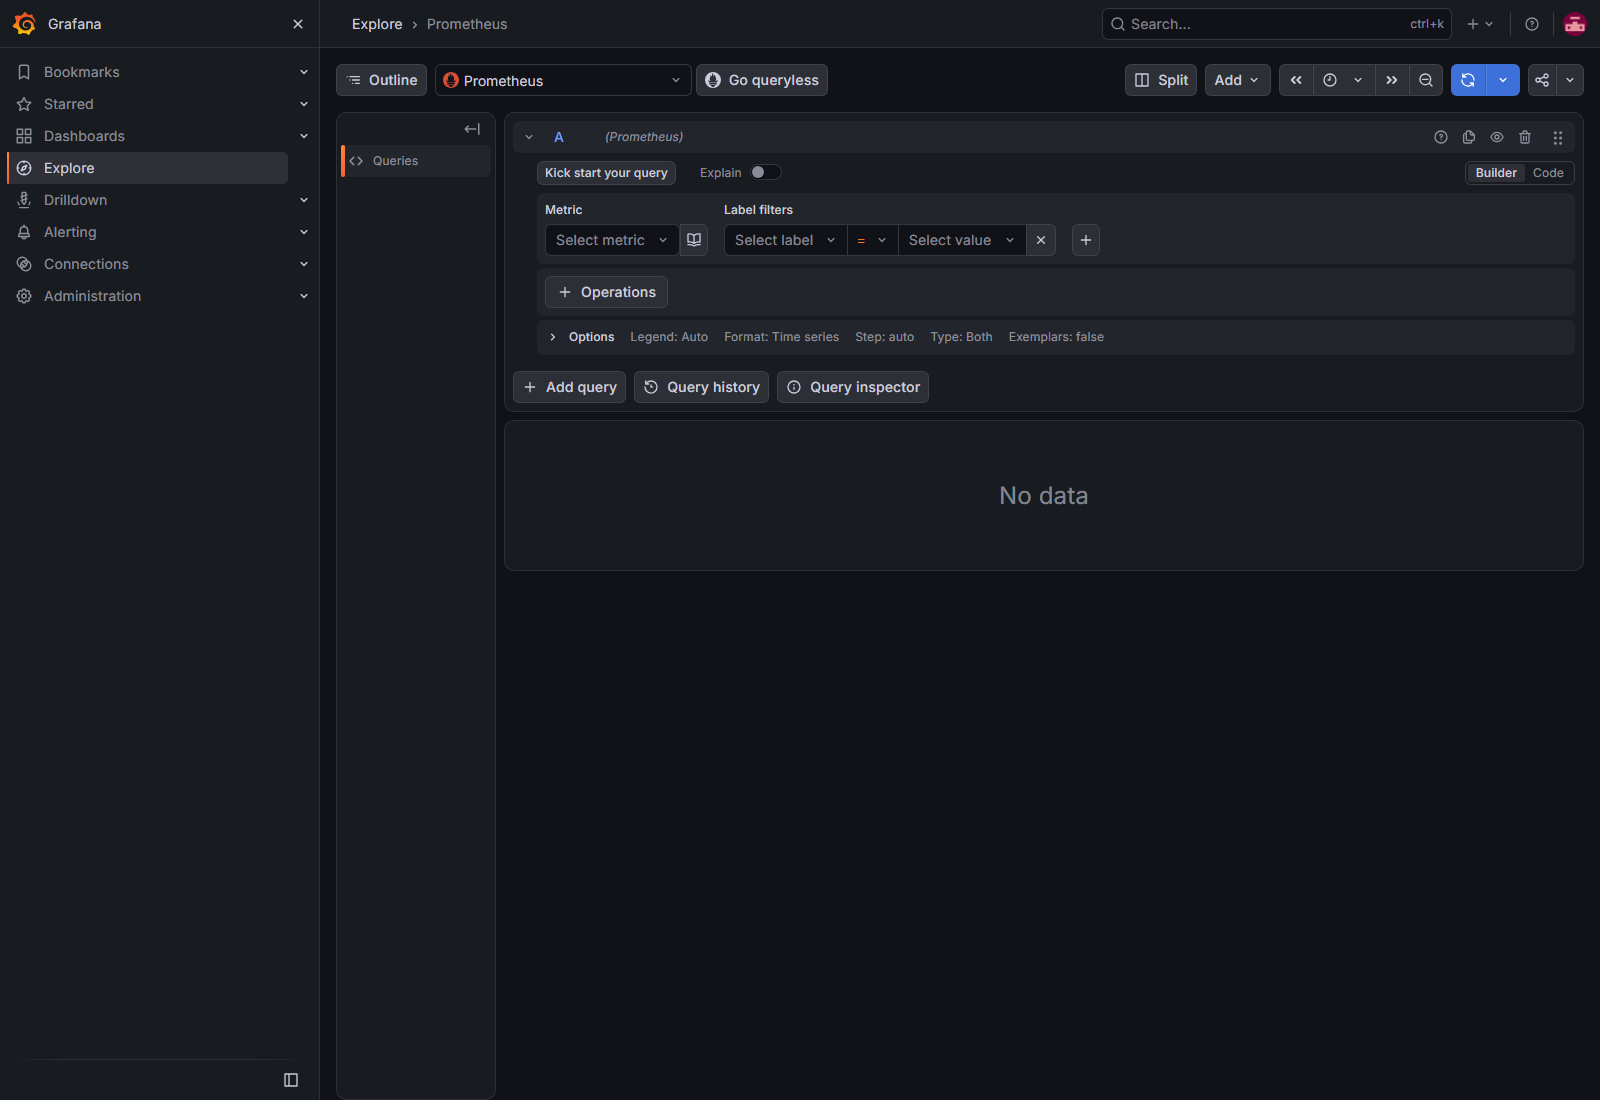 Grafana
Explore › Prometheus
Search...
ctrl+k
Bookmarks
Starred
Dashboards
Explore
Drilldown
Alerting
Connections
Administration
Outline
Prometheus
Go queryless
Split
Add
Queries
A
(Prometheus)
Kick start your query
Explain
Builder
Code
Metric
Label filters
Select metric
Select label
=
Select value
Operations
Options
Legend: Auto
Format: Time series
Step: auto
Type: Both
Exemplars: false
Add query
Query history
Query inspector
No data